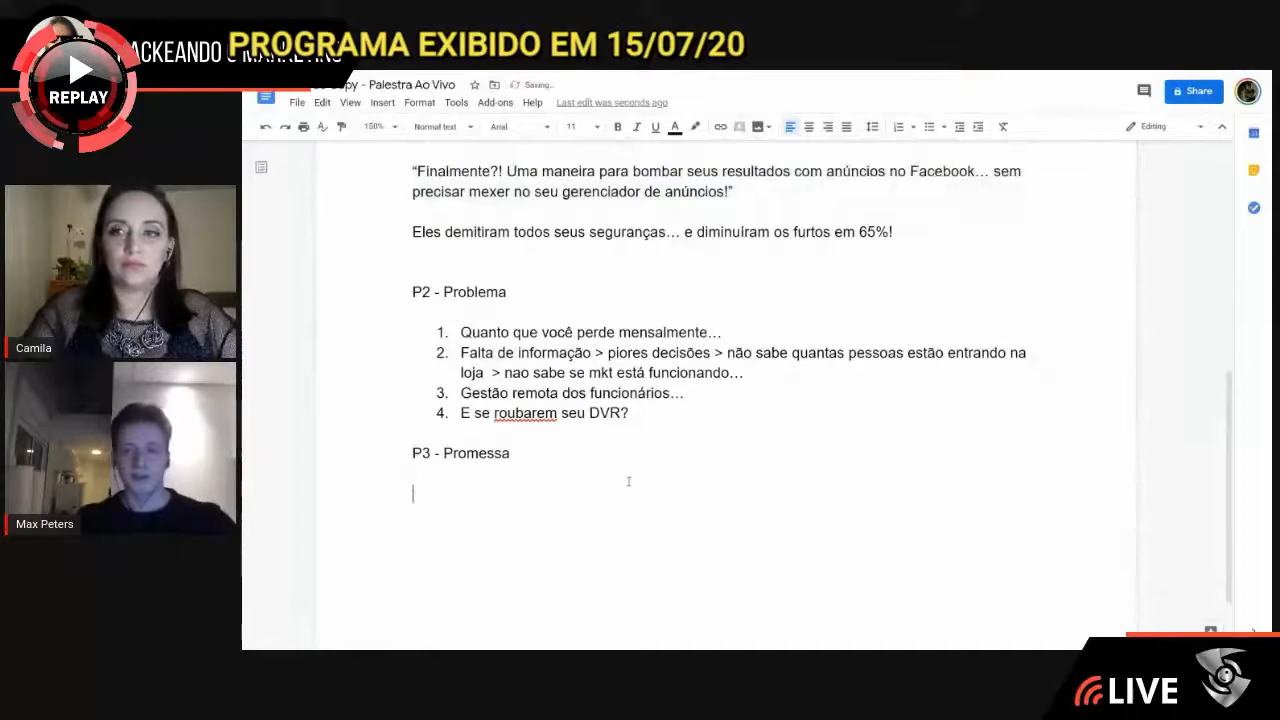 PROGRAMA EXIBIDO EM 15/07/20
REPLAY
Palestra Ao Vivo
Saving...
File Edit View Insert Format Tools Add-ons Help Last edit was seconds ago
Share
150% Normal text Arial 11 B I U A Editing
“Finalmente?! Uma maneira para bombar seus resultados com anúncios no Facebook… sem
precisar mexer no seu gerenciador de anúncios!”
Eles demitiram todos seus seguranças… e diminuíram os furtos em 65%!
P2 - Problema
1. Quanto que você perde mensalmente…
2. Falta de informação > piores decisões > não sabe quantas pessoas estão entrando na
loja > nao sabe se mkt está funcionando…
3. Gestão remota dos funcionários…
4. E se roubarem seu DVR?
P3 - Promessa
Camila
Max Peters
LIVE